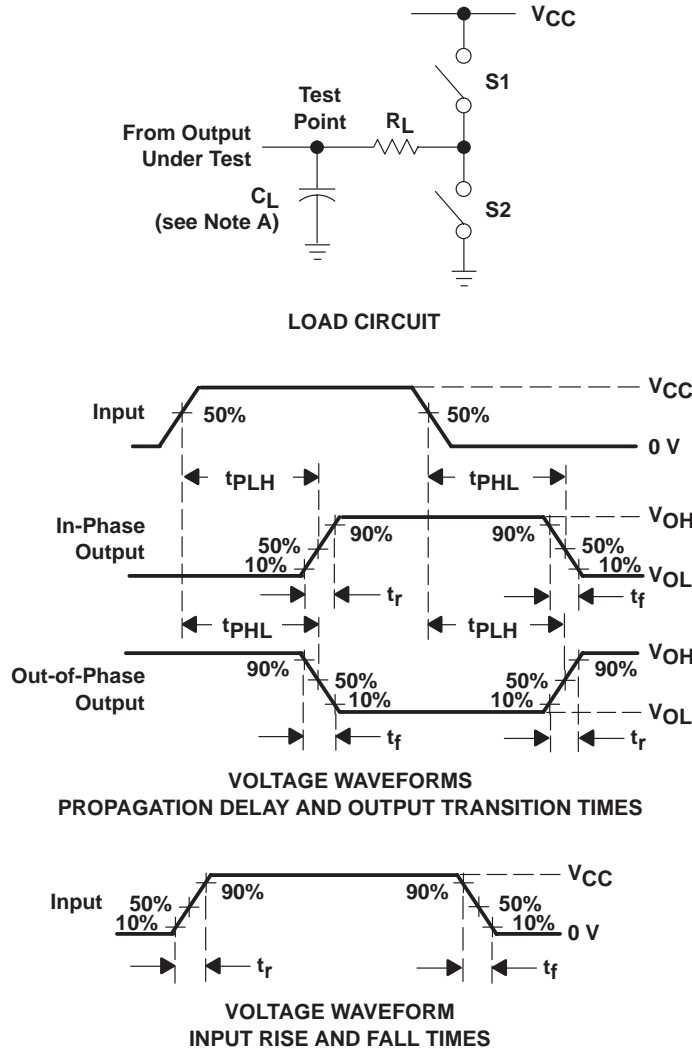 VCC
S1
Test
Point
RL
From Output
Under Test
CL
(see Note A)
S2
LOAD CIRCUIT
Input
50%
50%
VCC
0 V
tPLH
tPHL
In-Phase
Output
50%
10%
90%
90%
50%
10%
VOH
VOL
tr
tf
tPHL
tPLH
Out-of-Phase
Output
90%
50%
10%
50%
10%
90%
VOH
VOL
tf
tr
VOLTAGE WAVEFORMS
PROPAGATION DELAY AND OUTPUT TRANSITION TIMES
Input
50%
10%
90%
90%
50%
10%
VCC
0 V
tr
tf
VOLTAGE WAVEFORM
INPUT RISE AND FALL TIMES